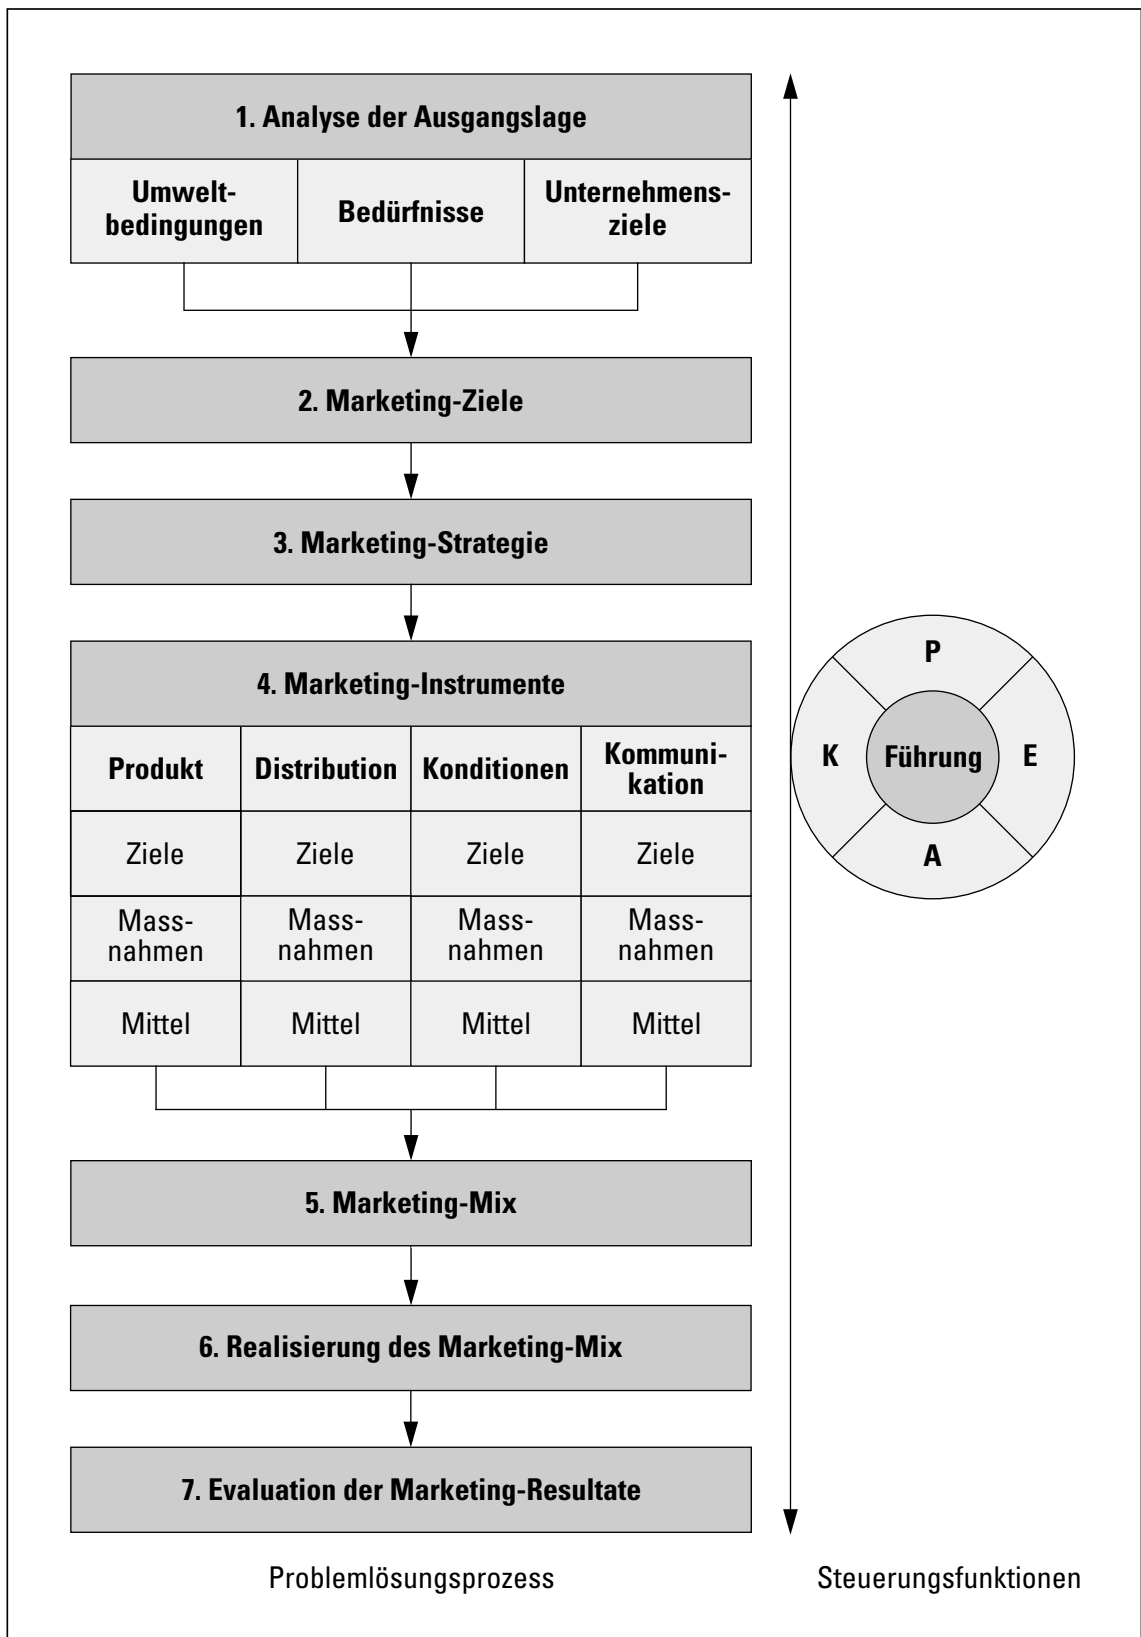 1. Analyse der Ausgangslage
Umwelt-
bedingungen
Bedürfnisse
Unternehmens-
ziele
2. Marketing-Ziele
3. Marketing-Strategie
4. Marketing-Instrumente
Produkt
Distribution
Konditionen
Kommuni-
kation
Ziele
Ziele
Ziele
Ziele
Mass-
nahmen
Mass-
nahmen
Mass-
nahmen
Mass-
nahmen
Mittel
Mittel
Mittel
Mittel
5. Marketing-Mix
6. Realisierung des Marketing-Mix
7. Evaluation der Marketing-Resultate
Problemlösungsprozess
P
K
Führung
E
A
Steuerungsfunktionen